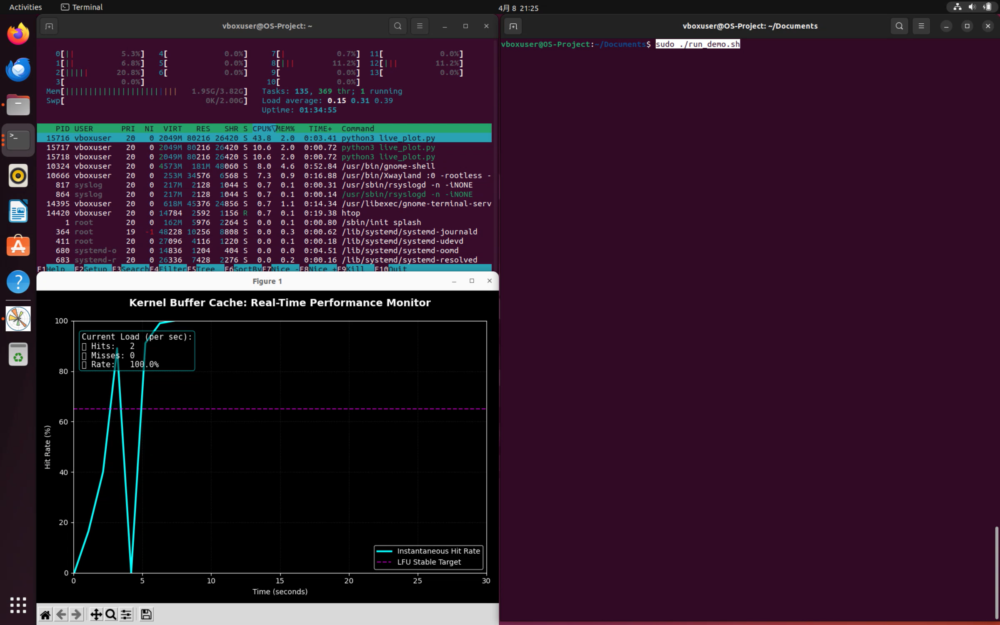 Activities Terminal 4月 8 21:25
vboxuser@OS-Project: ~
0[|| 5.3%] 4[ 0.0%] 7[| 0.7%] 11[ 0.0%]
1[|| 6.8%] 5[ 0.0%] 8[||| 11.2%] 12[||| 11.2%]
2[||||| 20.8%] 6[ 0.0%] 9[ 0.0%] 13[ 0.0%]
3[ 0.0%] 10[ 0.0%]
Mem[|||||||||||||||||||||||| 1.95G/3.82G] Tasks: 135, 369 thr; 1 running
Swp[ 0K/2.00G] Load average: 0.15 0.31 0.39
Uptime: 01:34:55
PID USER PRI NI VIRT RES SHR S CPU%▽MEM% TIME+ Command
15716 vboxuser 20 0 2049M 80216 26420 S 43.8 2.0 0:03.41 python3 live_plot.py
15717 vboxuser 20 0 2049M 80216 26420 S 10.6 2.0 0:00.72 python3 live_plot.py
15718 vboxuser 20 0 2049M 80216 26420 S 10.6 2.0 0:00.72 python3 live_plot.py
10324 vboxuser 20 0 4573M 181M 48060 S 8.0 4.6 0:52.84 /usr/bin/gnome-shell
10666 vboxuser 20 0 253M 34576 6568 S 7.3 0.9 0:16.88 /usr/bin/Xwayland :0 -rootless -
817 syslog 20 0 217M 2128 1044 S 0.7 0.1 0:00.31 /usr/sbin/rsyslogd -n -iNONE
864 syslog 20 0 217M 2128 1044 S 0.7 0.1 0:00.14 /usr/sbin/rsyslogd -n -iNONE
14395 vboxuser 20 0 618M 45376 24856 S 0.7 1.1 0:14.34 /usr/libexec/gnome-terminal-serv
14420 vboxuser 20 0 14784 2592 1156 R 0.7 0.1 0:19.38 htop
1 root 20 0 162M 5976 2264 S 0.0 0.1 0:00.80 /sbin/init splash
364 root 19 -1 48228 10256 8808 S 0.0 0.3 0:00.62 /lib/systemd/systemd-journald
411 root 20 0 27096 4116 1220 S 0.0 0.1 0:00.18 /lib/systemd/systemd-udevd
680 systemd-o 20 0 14836 1204 404 S 0.0 0.0 0:04.51 /lib/systemd/systemd-oomd
683 systemd-r 20 0 26336 7428 2276 S 0.0 0.2 0:00.16 /lib/systemd/systemd-resolved
F1Help F2Setup F3SearchF4FilterF5Tree F6SortByF7Nice -F8Nice +F9Kill F10Quit
Figure 1
Kernel Buffer Cache: Real-Time Performance Monitor
Current Load (per sec):
Hits: 2
Misses: 0
Rate: 100.0%
Hit Rate (%)
100
80
60
40
20
0
Instantaneous Hit Rate
LFU Stable Target
0 5 10 15 20 25 30
Time (seconds)
vboxuser@OS-Project: ~/Documents
vboxuser@OS-Project:~/Documents$ sudo ./run_demo.sh